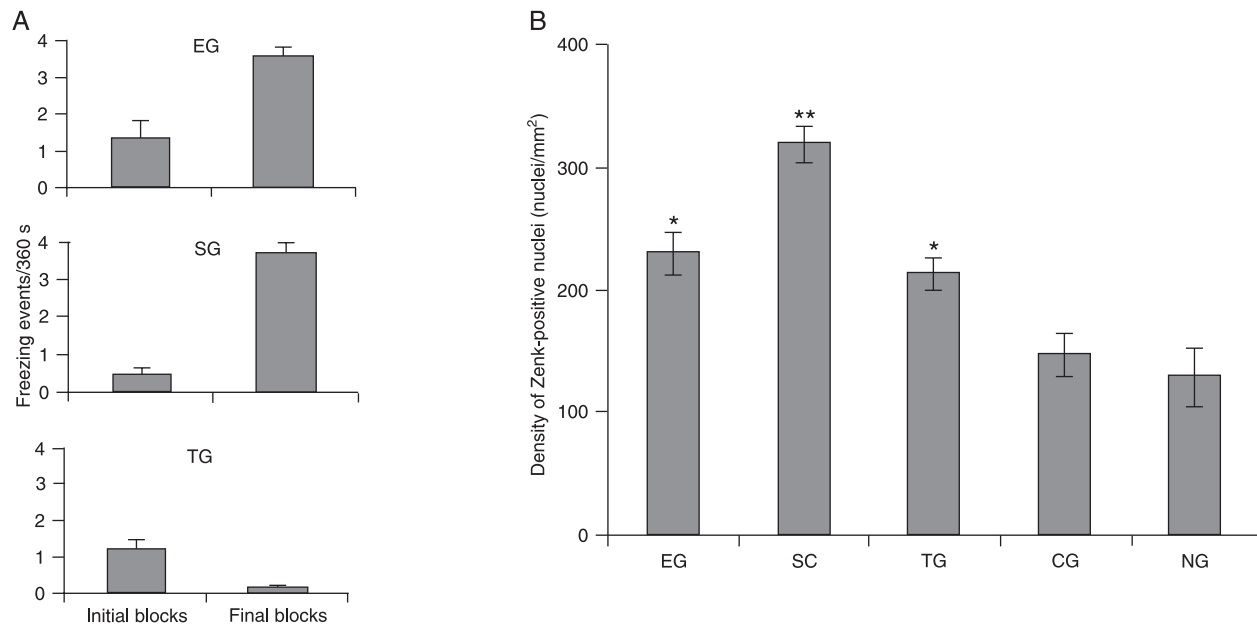 A
Freezing events/360 s
EG
4
3
2
1
0
SG
4
3
2
1
0
TG
4
3
2
1
0
Initial blocks Final blocks
B
Density of Zenk-positive nuclei (nuclei/mm²)
400
300
200
100
0
*
**
*
EG SC TG CG NG